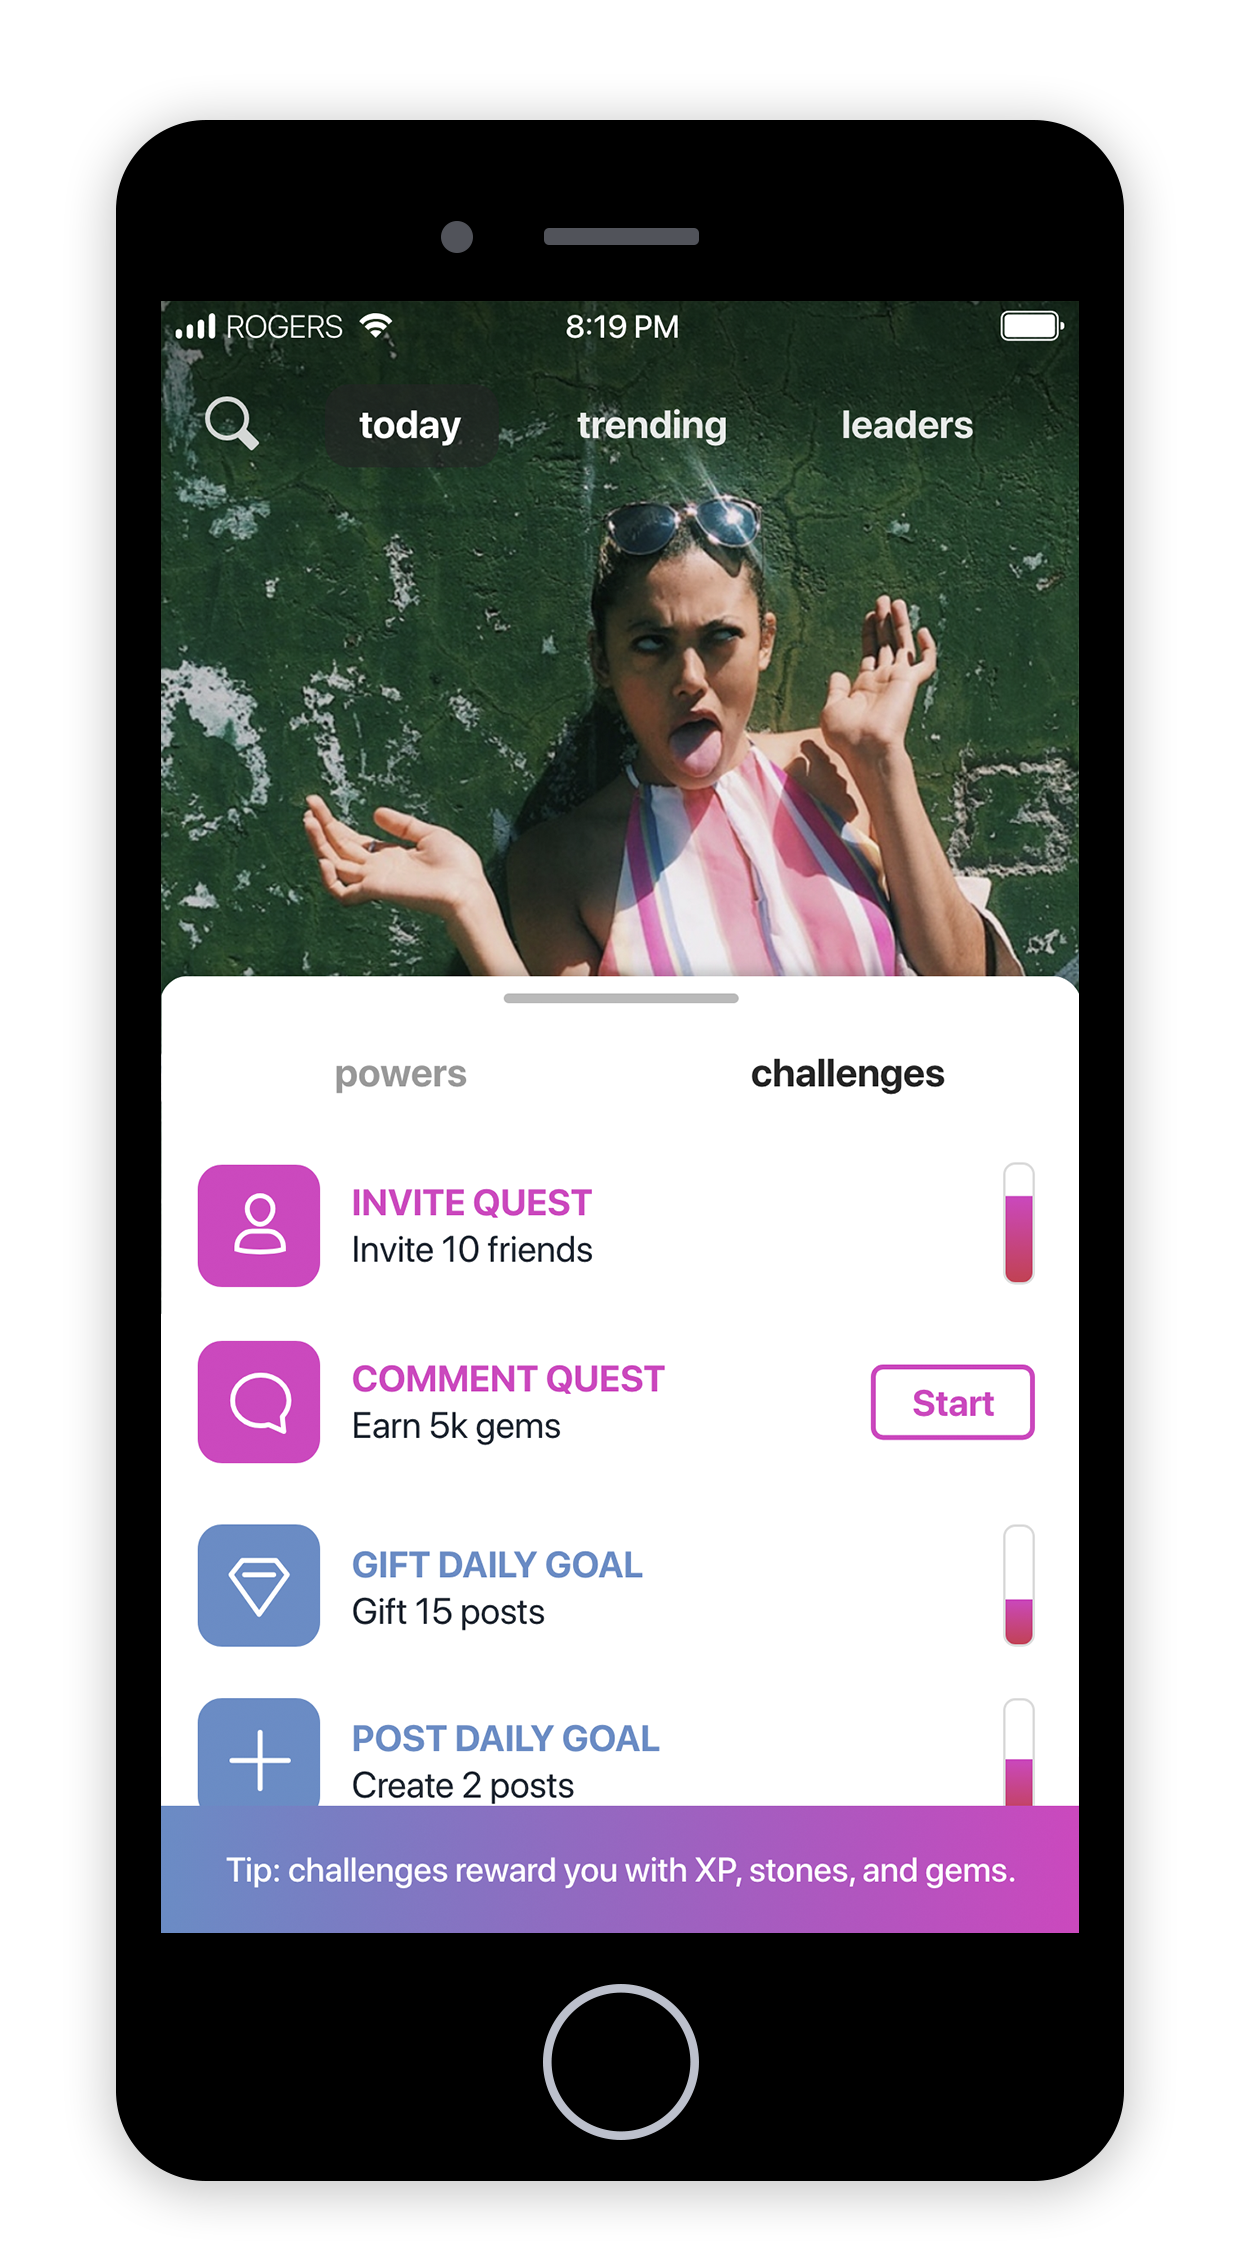 ROGERS 8:19 PM
today trending leaders
powers challenges
INVITE QUEST
Invite 10 friends
COMMENT QUEST
Earn 5k gems
Start
GIFT DAILY GOAL
Gift 15 posts
POST DAILY GOAL
Create 2 posts
Tip: challenges reward you with XP, stones, and gems.